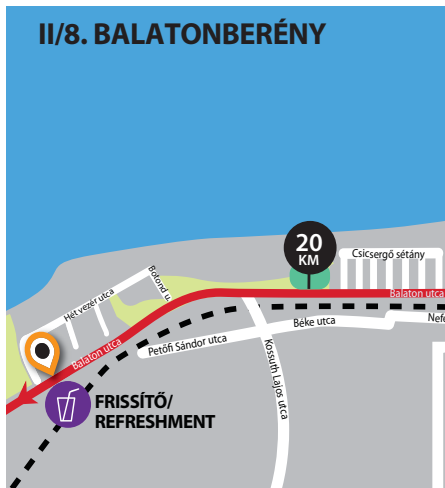 II/8. BALATONBERÉNY
20
KM
Csicsergő sétány
Balaton utca
Botond u.
Hét vezér utca
Balaton utca
Petőfi Sándor utca
Béke utca
Nefe
Kossuth Lajos utca
FRISSÍTŐ/
REFRESHMENT